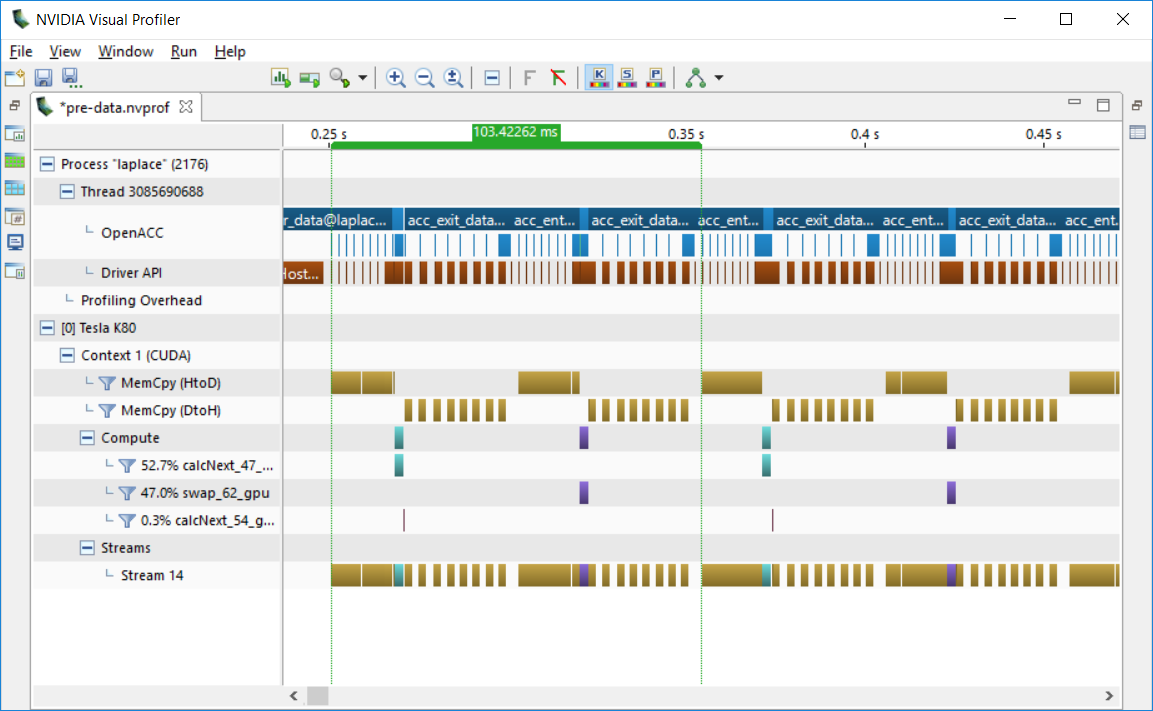 NVIDIA Visual Profiler
File View Window Run Help
F K S P
*pre-data.nvprof
0.25 s 103.42262 ms 0.35 s 0.4 s 0.45 s
Process "laplace" (2176)
Thread 3085690688
OpenACC
r_data@laplac... acc_exit_data... acc_ent... acc_exit_data... acc_ent... acc_exit_data... acc_ent... acc_exit_data... acc_ent.
Driver API
Host...
Profiling Overhead
[0] Tesla K80
Context 1 (CUDA)
MemCpy (HtoD)
MemCpy (DtoH)
Compute
52.7% calcNext_47_...
47.0% swap_62_gpu
0.3% calcNext_54_g...
Streams
Stream 14